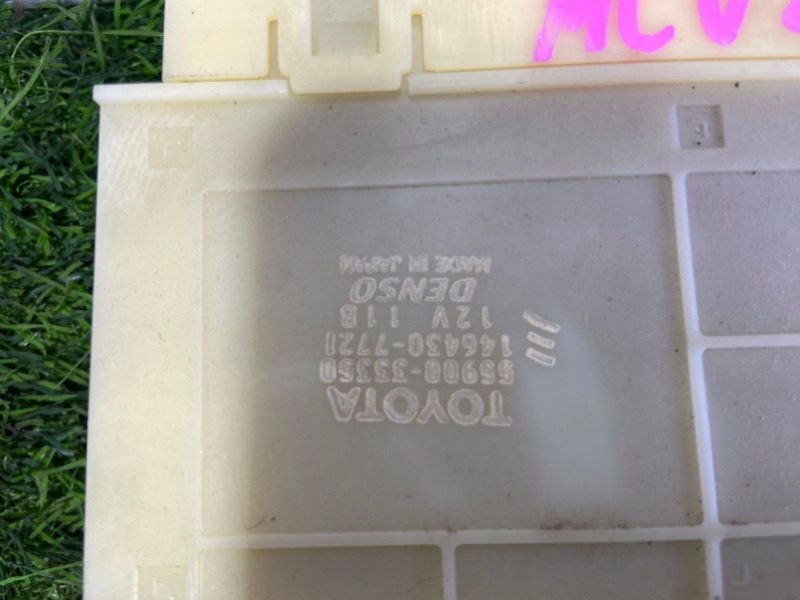 MCV
TOYOTA
55900-33350
146430-7721
12V 11B
DENSO
MADE IN JAPAN